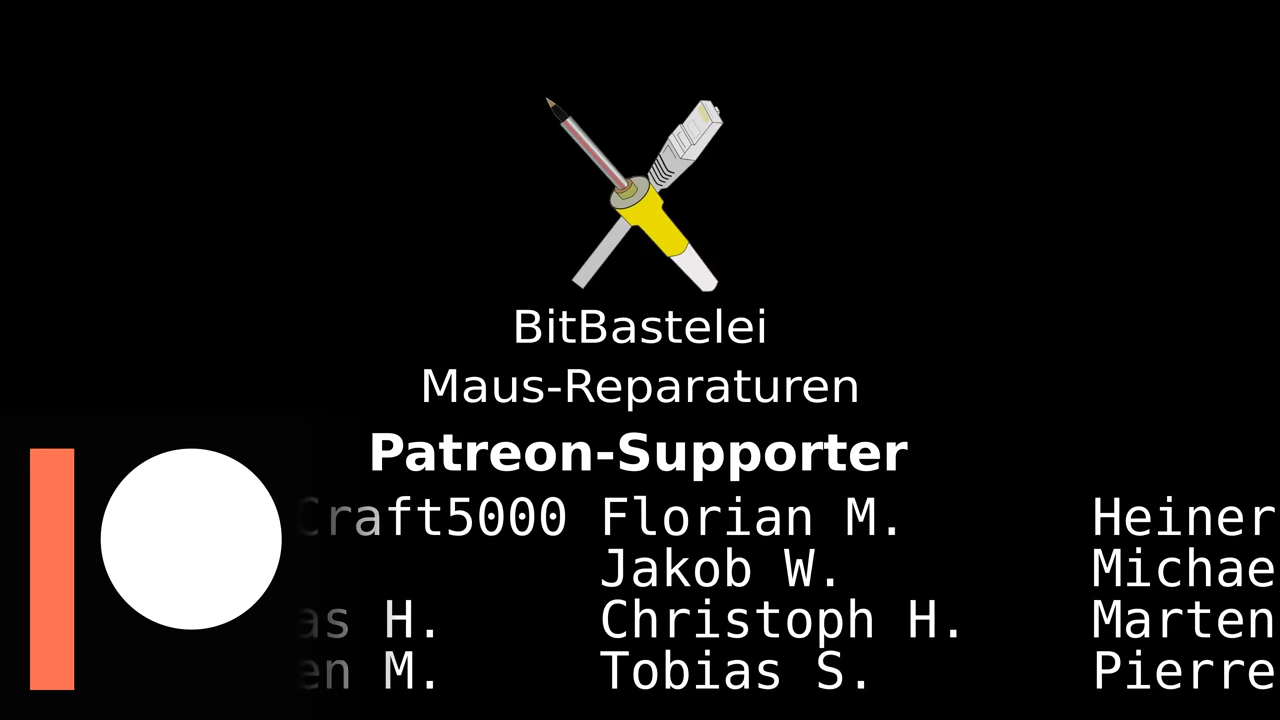 BitBastelei
Maus-Reparaturen
Patreon-Supporter
Craft5000 Florian M. Heiner
Jakob W. Michae
as H. Christoph H. Marten
en M. Tobias S. Pierre